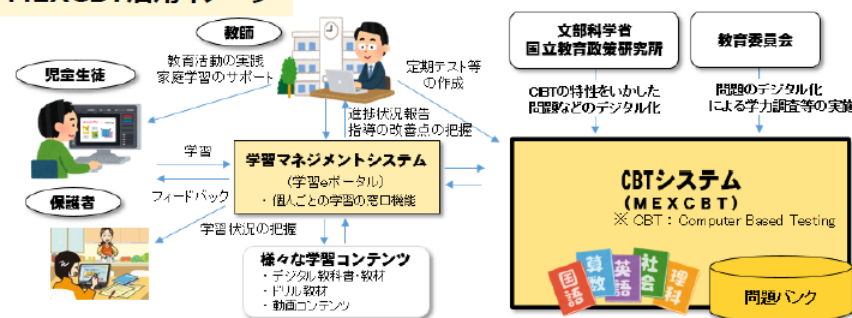 MEXCBT活用イメージ
教師
教育活動の実践
家庭学習のサポート
定期テスト等
の作成
文部科学省
国立教育政策研究所
教育委員会
児童生徒
CBTの特性をいかした
問題などのデジタル化
問題のデジタル化
による学力調査等の実施
進捗状況報告
指導の改善点の把握
学習
フィードバック
学習マネジメントシステム
(学習eポータル)
・個人ごとの学習の窓口機能
CBTシステム
(MEXCBT)
※ CBT：Computer Based Testing
保護者
学習状況の把握
様々な学習コンテンツ
・デジタル教科書・教材
・ドリル教材
・動画コンテンツ
国語
算数
英語
社会
理科
問題バンク